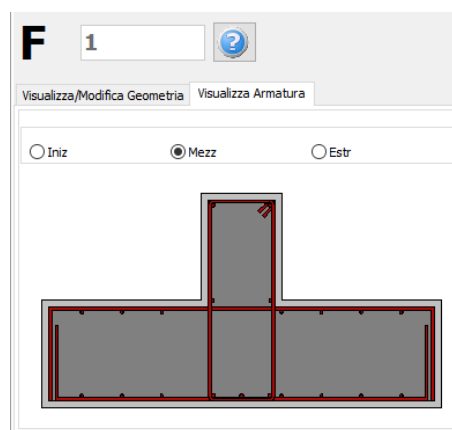 F 1 ?
Visualizza/Modifica Geometria Visualizza Armatura
Iniz Mezz Estr